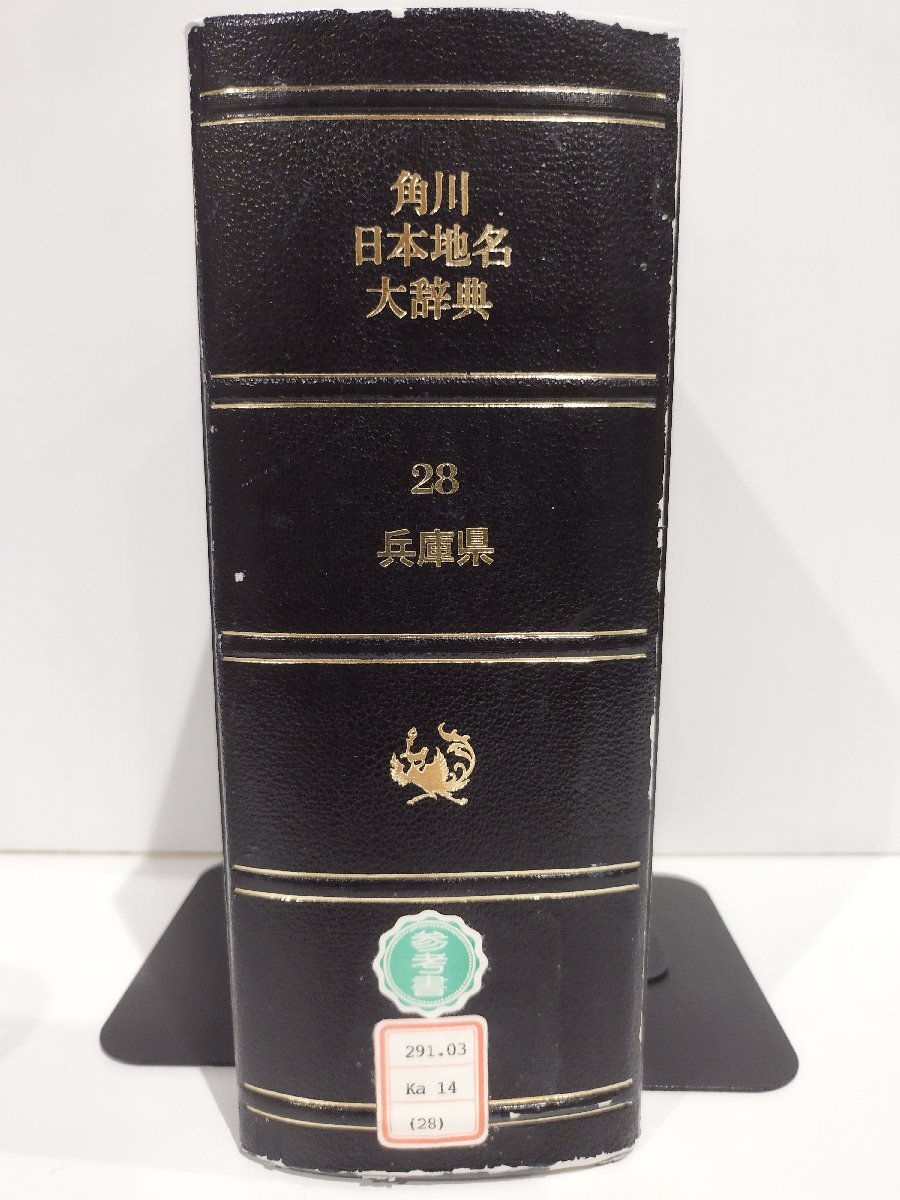 角川
日本地名
大辞典
28
兵庫県
参考書
291.03
Ka 14
(28)